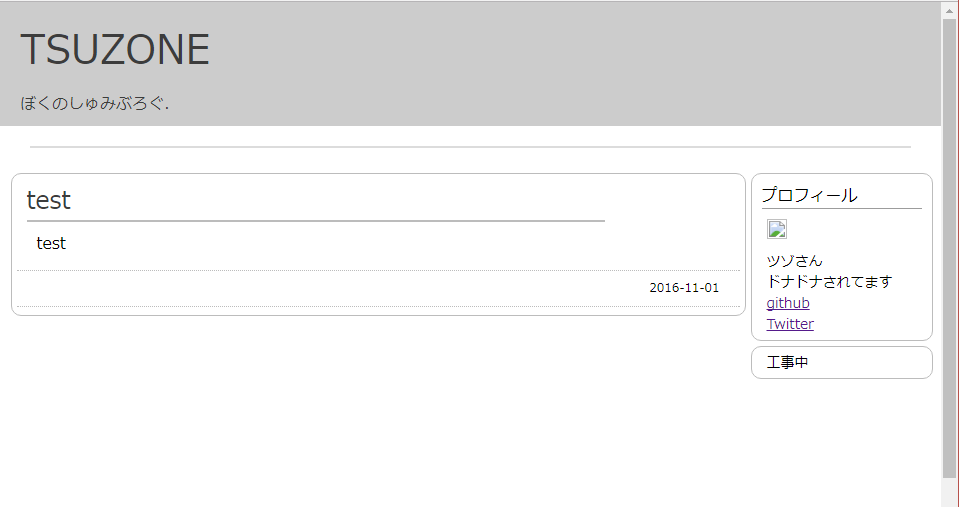 TSUZONE
ぼくのしゅみぶろぐ.
test
test
2016-11-01
プロフィール
ツゾさん
ドナドナされてます
github
Twitter
工事中